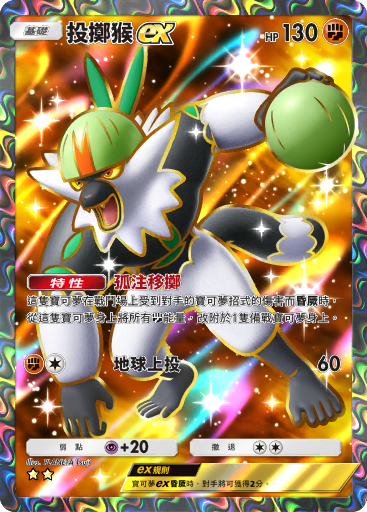 基礎 投擲猴ex HP 130
特性 孤注移擲
這隻寶可夢在戰鬥場上受到對手的寶可夢招式的傷害而昏厥時，
從這隻寶可夢身上將所有能量，改附於1隻備戰寶可夢身上。
地球上投 60
弱點 +20 撤退
Illus. PLANETA Tsuji
ex規則
寶可夢ex昏厥時，對手將可獲得2分。